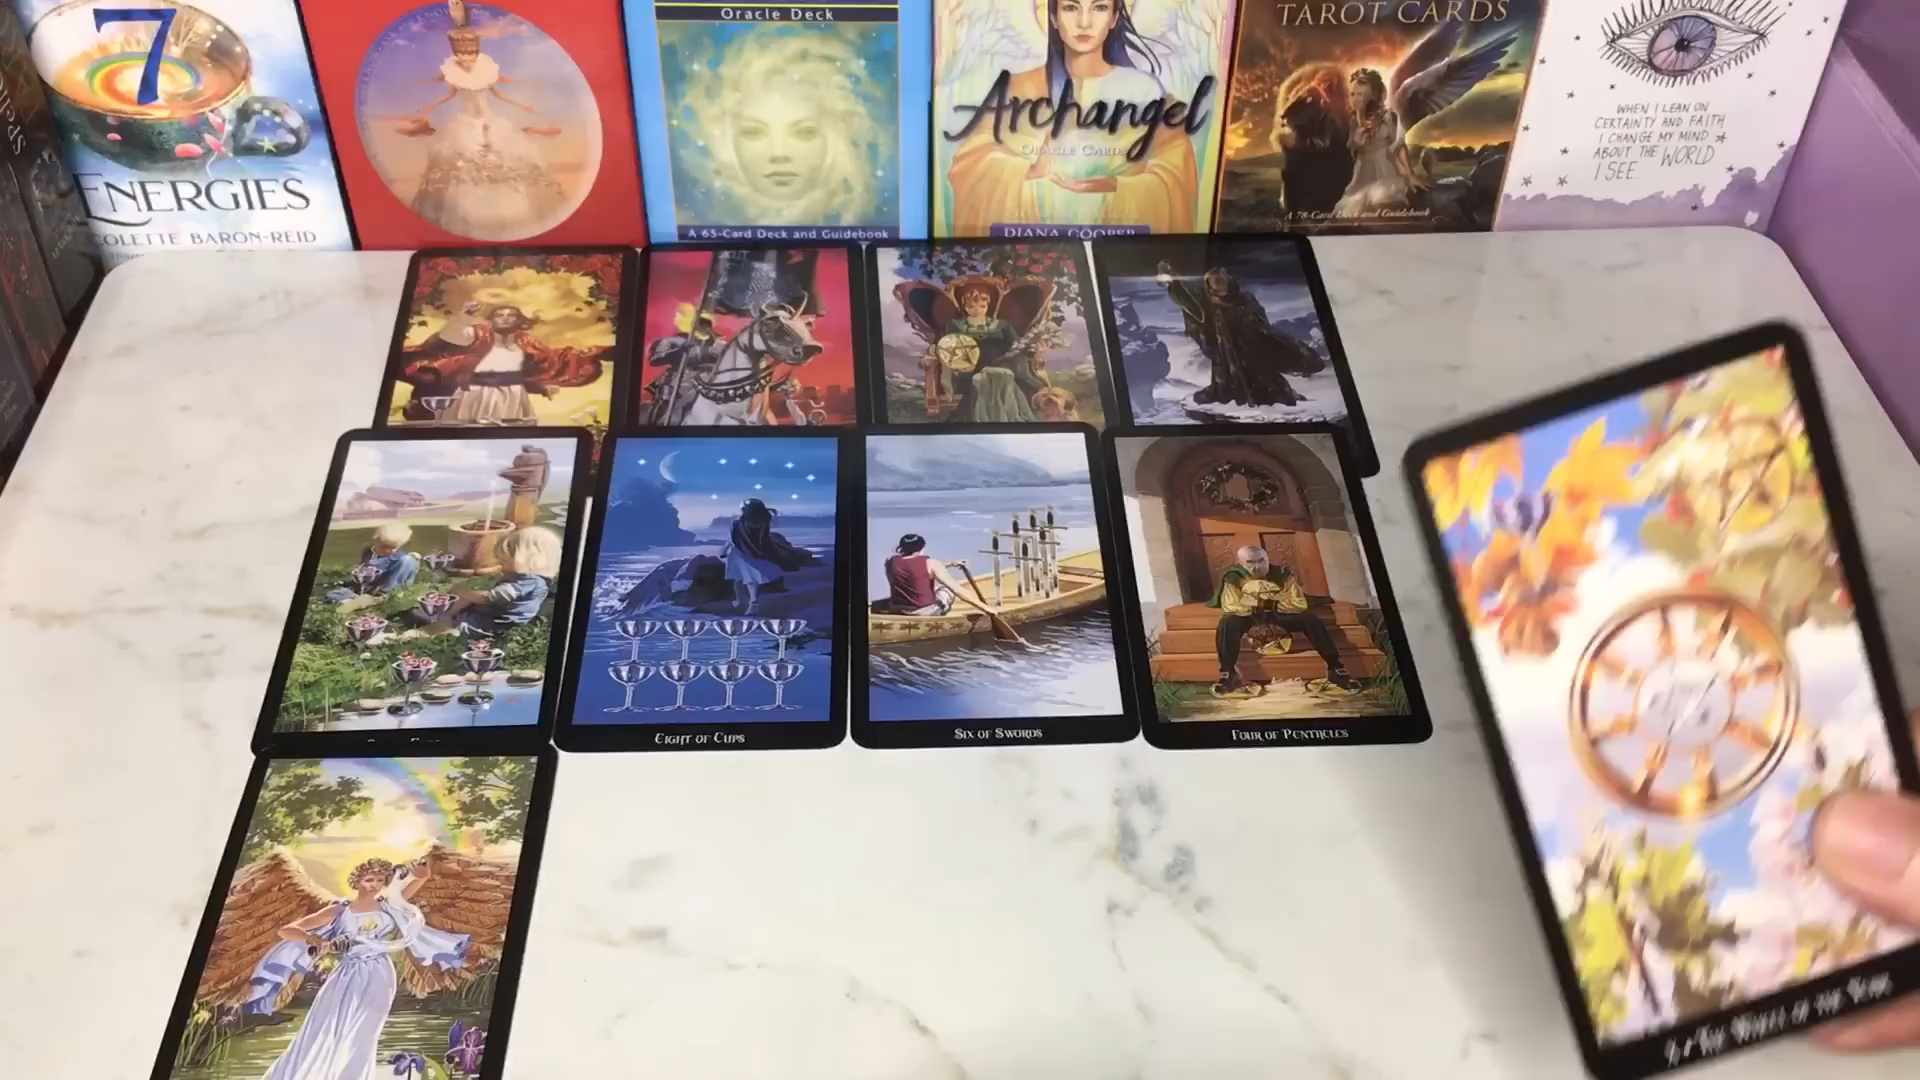 7
ENERGIES
COLETTE BARON-REID
Oracle Deck
A 65-Card Deck and Guidebook
Archangel
ORACLE CARDS
DIANA COOPER
TAROT CARDS
A 78-Card Deck and Guidebook
WHEN I LEAN ON
CERTAINTY AND FAITH
I CHANGE MY MIND
ABOUT THE WORLD
I SEE.
EIGHT OF CUPS
SIX OF SWORDS
FOUR OF PENTACLES